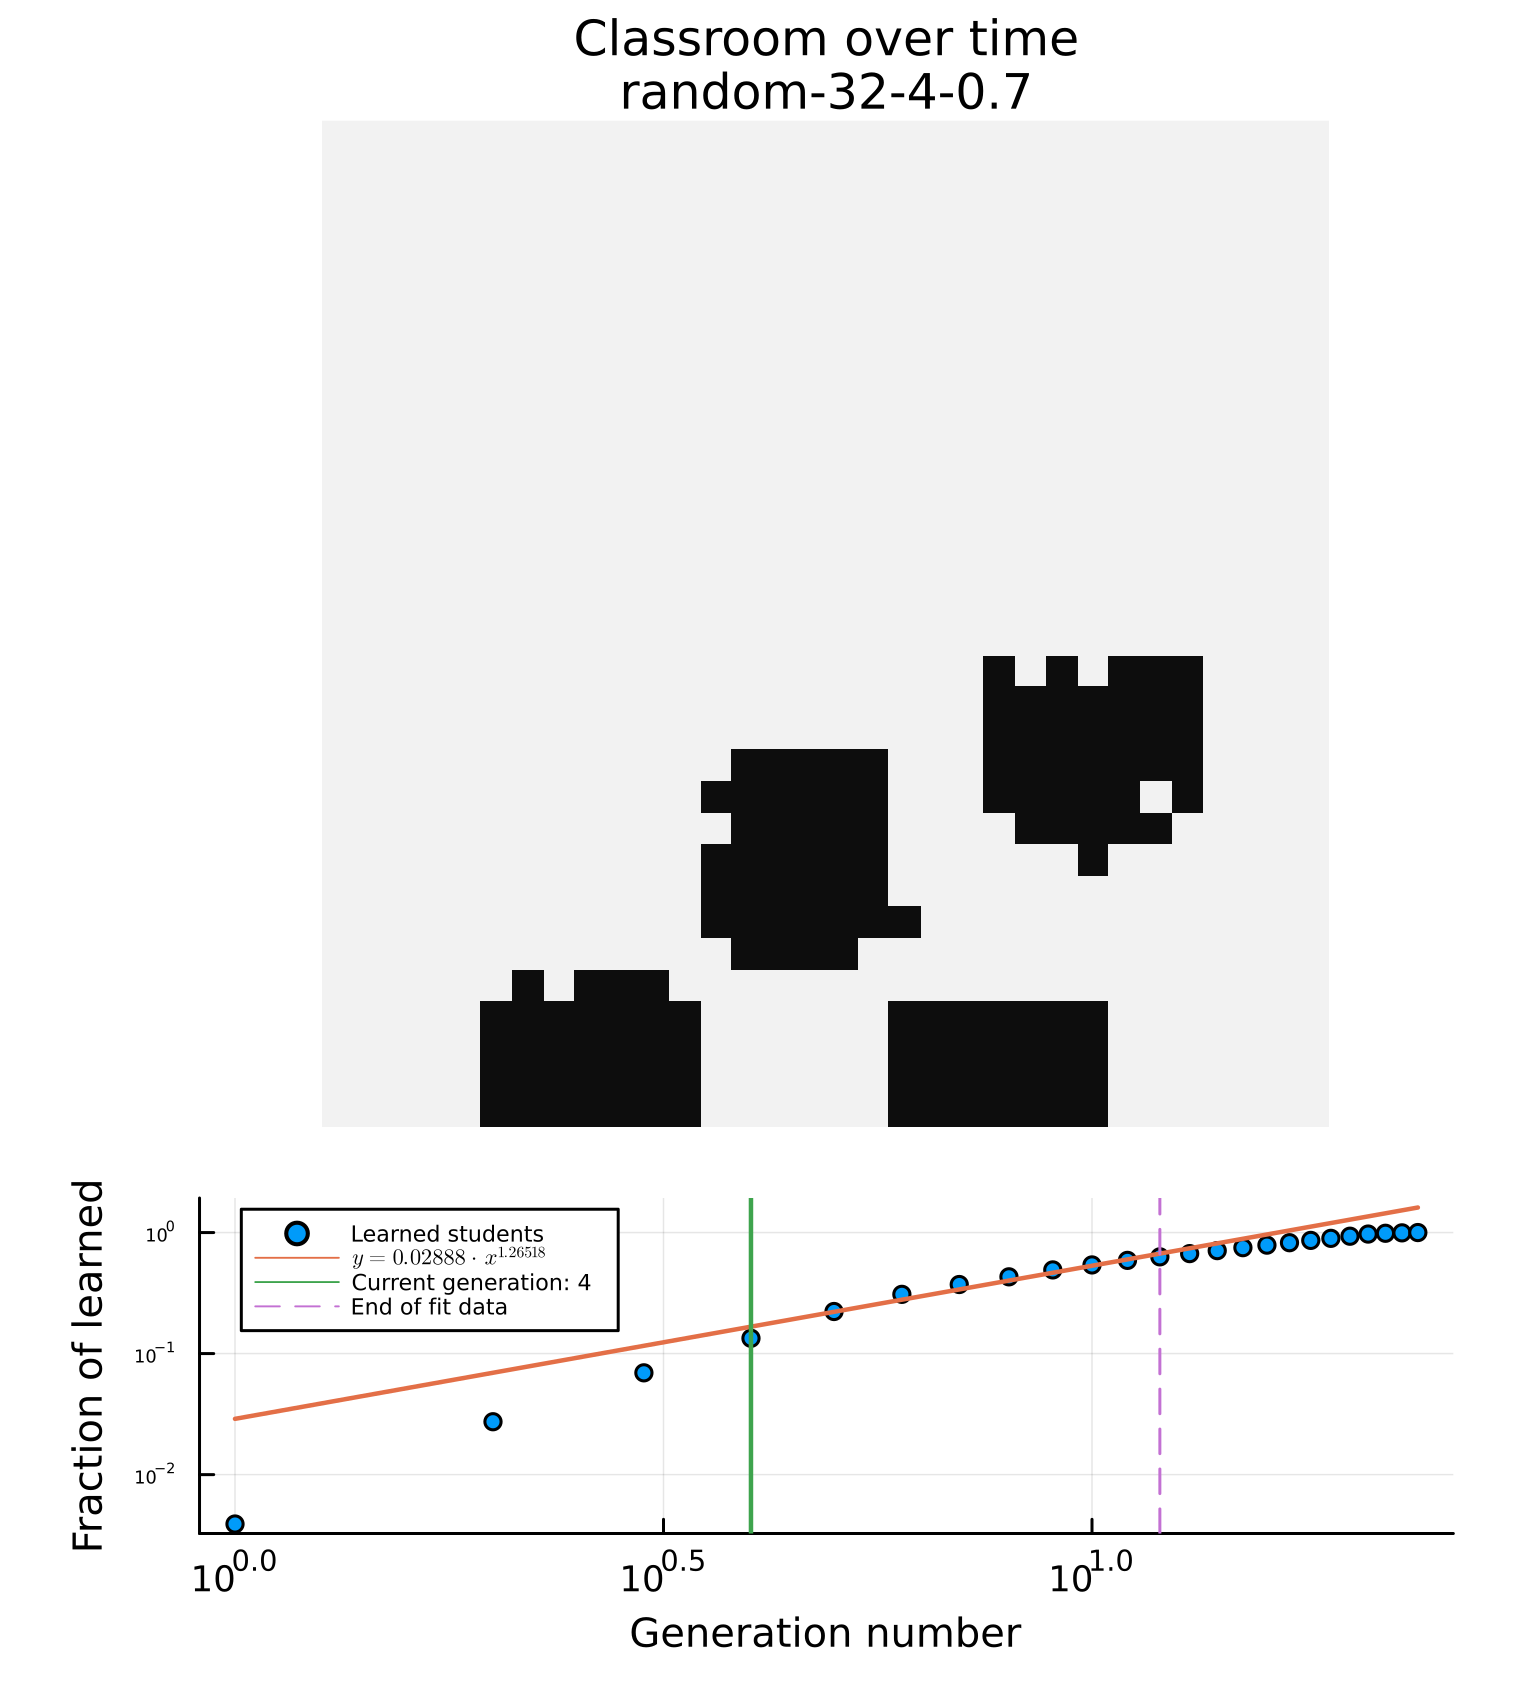 Classroom over time
random-32-4-0.7
Fraction of learned
10^0
10^-1
10^-2
Learned students
y = 0.02888 · x^1.26518
Current generation: 4
End of fit data
10^0.0 10^0.5 10^1.0
Generation number